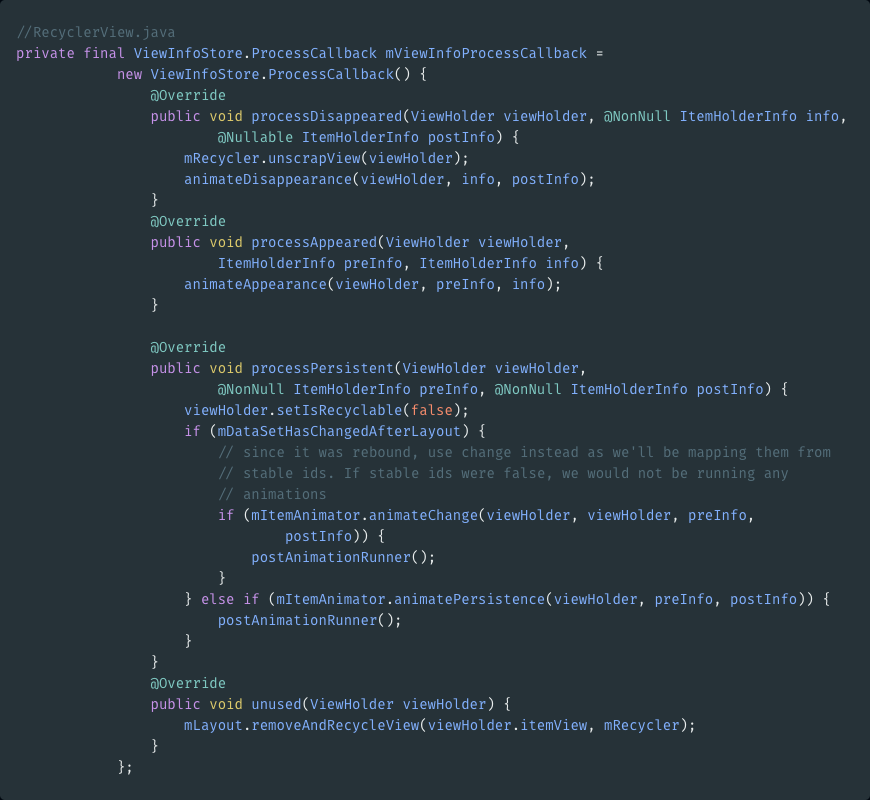 //RecyclerView.java
private final ViewInfoStore.ProcessCallback mViewInfoProcessCallback =
            new ViewInfoStore.ProcessCallback() {
                @Override
                public void processDisappeared(ViewHolder viewHolder, @NonNull ItemHolderInfo info,
                        @Nullable ItemHolderInfo postInfo) {
                    mRecycler.unscrapView(viewHolder);
                    animateDisappearance(viewHolder, info, postInfo);
                }
                @Override
                public void processAppeared(ViewHolder viewHolder,
                        ItemHolderInfo preInfo, ItemHolderInfo info) {
                    animateAppearance(viewHolder, preInfo, info);
                }

                @Override
                public void processPersistent(ViewHolder viewHolder,
                        @NonNull ItemHolderInfo preInfo, @NonNull ItemHolderInfo postInfo) {
                    viewHolder.setIsRecyclable(false);
                    if (mDataSetHasChangedAfterLayout) {
                        // since it was rebound, use change instead as we'll be mapping them from
                        // stable ids. If stable ids were false, we would not be running any
                        // animations
                        if (mItemAnimator.animateChange(viewHolder, viewHolder, preInfo,
                                postInfo)) {
                            postAnimationRunner();
                        }
                    } else if (mItemAnimator.animatePersistence(viewHolder, preInfo, postInfo)) {
                        postAnimationRunner();
                    }
                }
                @Override
                public void unused(ViewHolder viewHolder) {
                    mLayout.removeAndRecycleView(viewHolder.itemView, mRecycler);
                }
            };